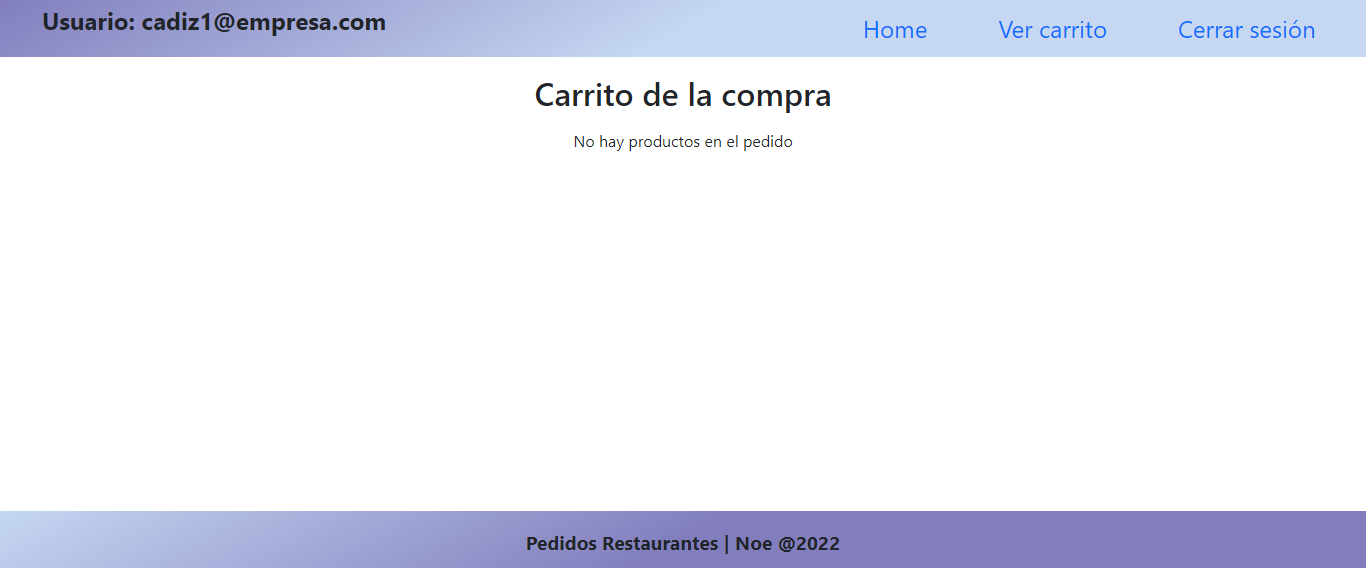 Usuario: cadiz1@empresa.com
Home Ver carrito Cerrar sesión
Carrito de la compra
No hay productos en el pedido
Pedidos Restaurantes | Noe @2022